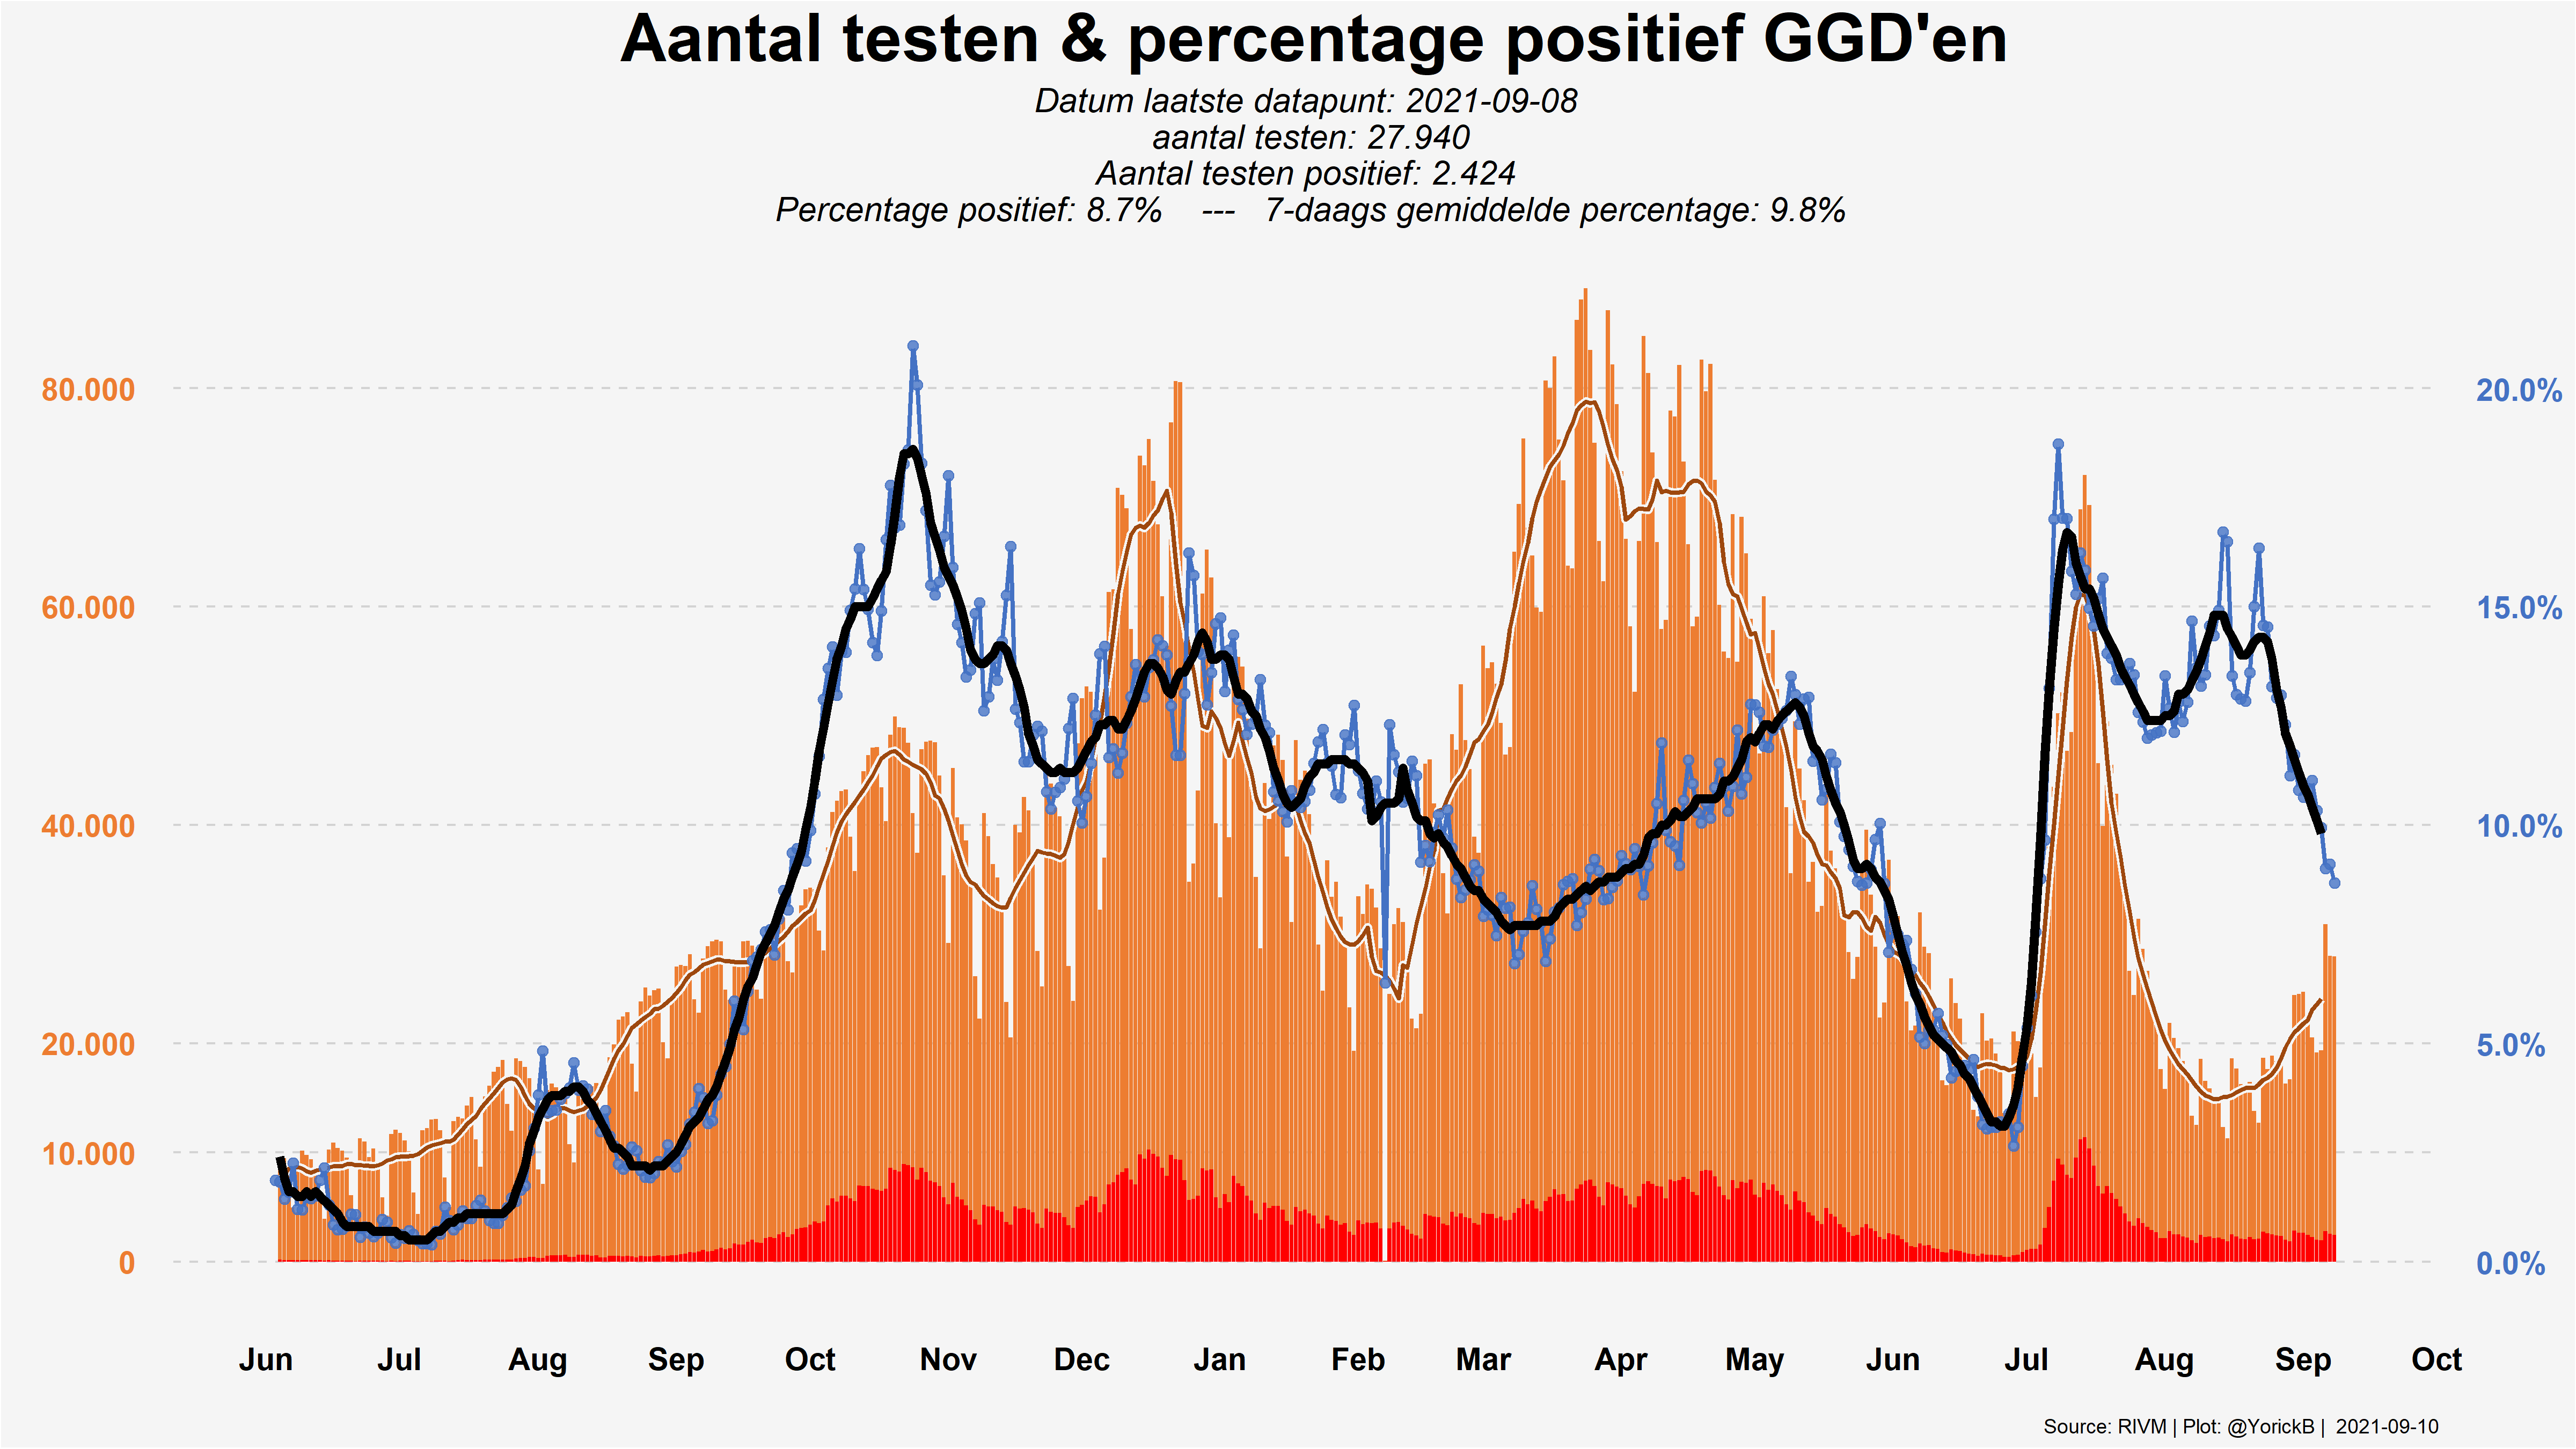 Aantal testen & percentage positief GGD'en
Datum laatste datapunt: 2021-09-08
aantal testen: 27.940
Aantal testen positief: 2.424
Percentage positief: 8.7% --- 7-daags gemiddelde percentage: 9.8%
80.000 20.0%
60.000 15.0%
40.000 10.0%
20.000 5.0%
10.000
0 0.0%
Jun Jul Aug Sep Oct Nov Dec Jan Feb Mar Apr May Jun Jul Aug Sep Oct
Source: RIVM | Plot: @YorickB | 2021-09-10